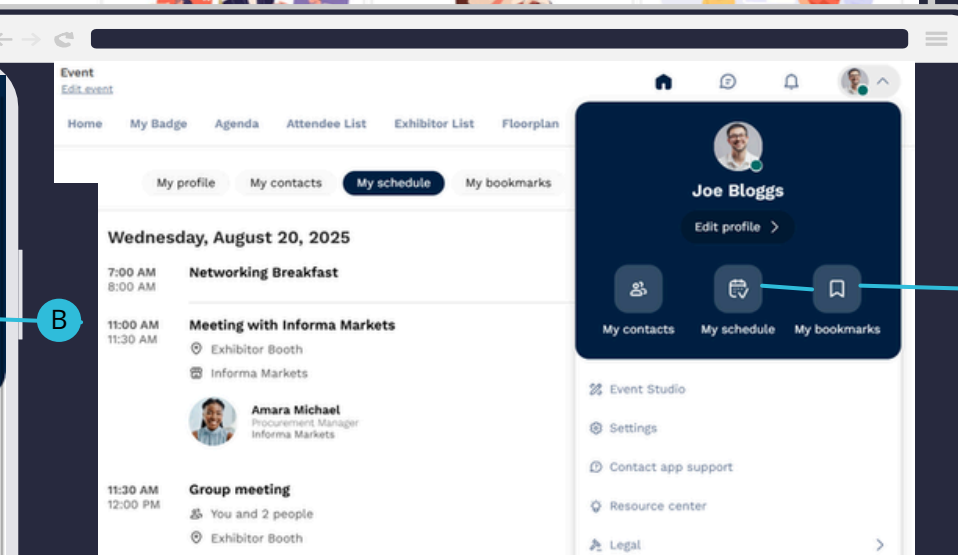 Event
Edit event
Home My Badge Agenda Attendee List Exhibitor List Floorplan
My profile My contacts My schedule My bookmarks
Wednesday, August 20, 2025
7:00 AM Networking Breakfast
8:00 AM
B
11:00 AM Meeting with Informa Markets
11:30 AM
Exhibitor Booth
Informa Markets
Amara Michael
Procurement Manager
Informa Markets
11:30 AM Group meeting
12:00 PM
You and 2 people
Exhibitor Booth
Joe Bloggs
Edit profile
My contacts My schedule My bookmarks
Event Studio
Settings
Contact app support
Resource center
Legal